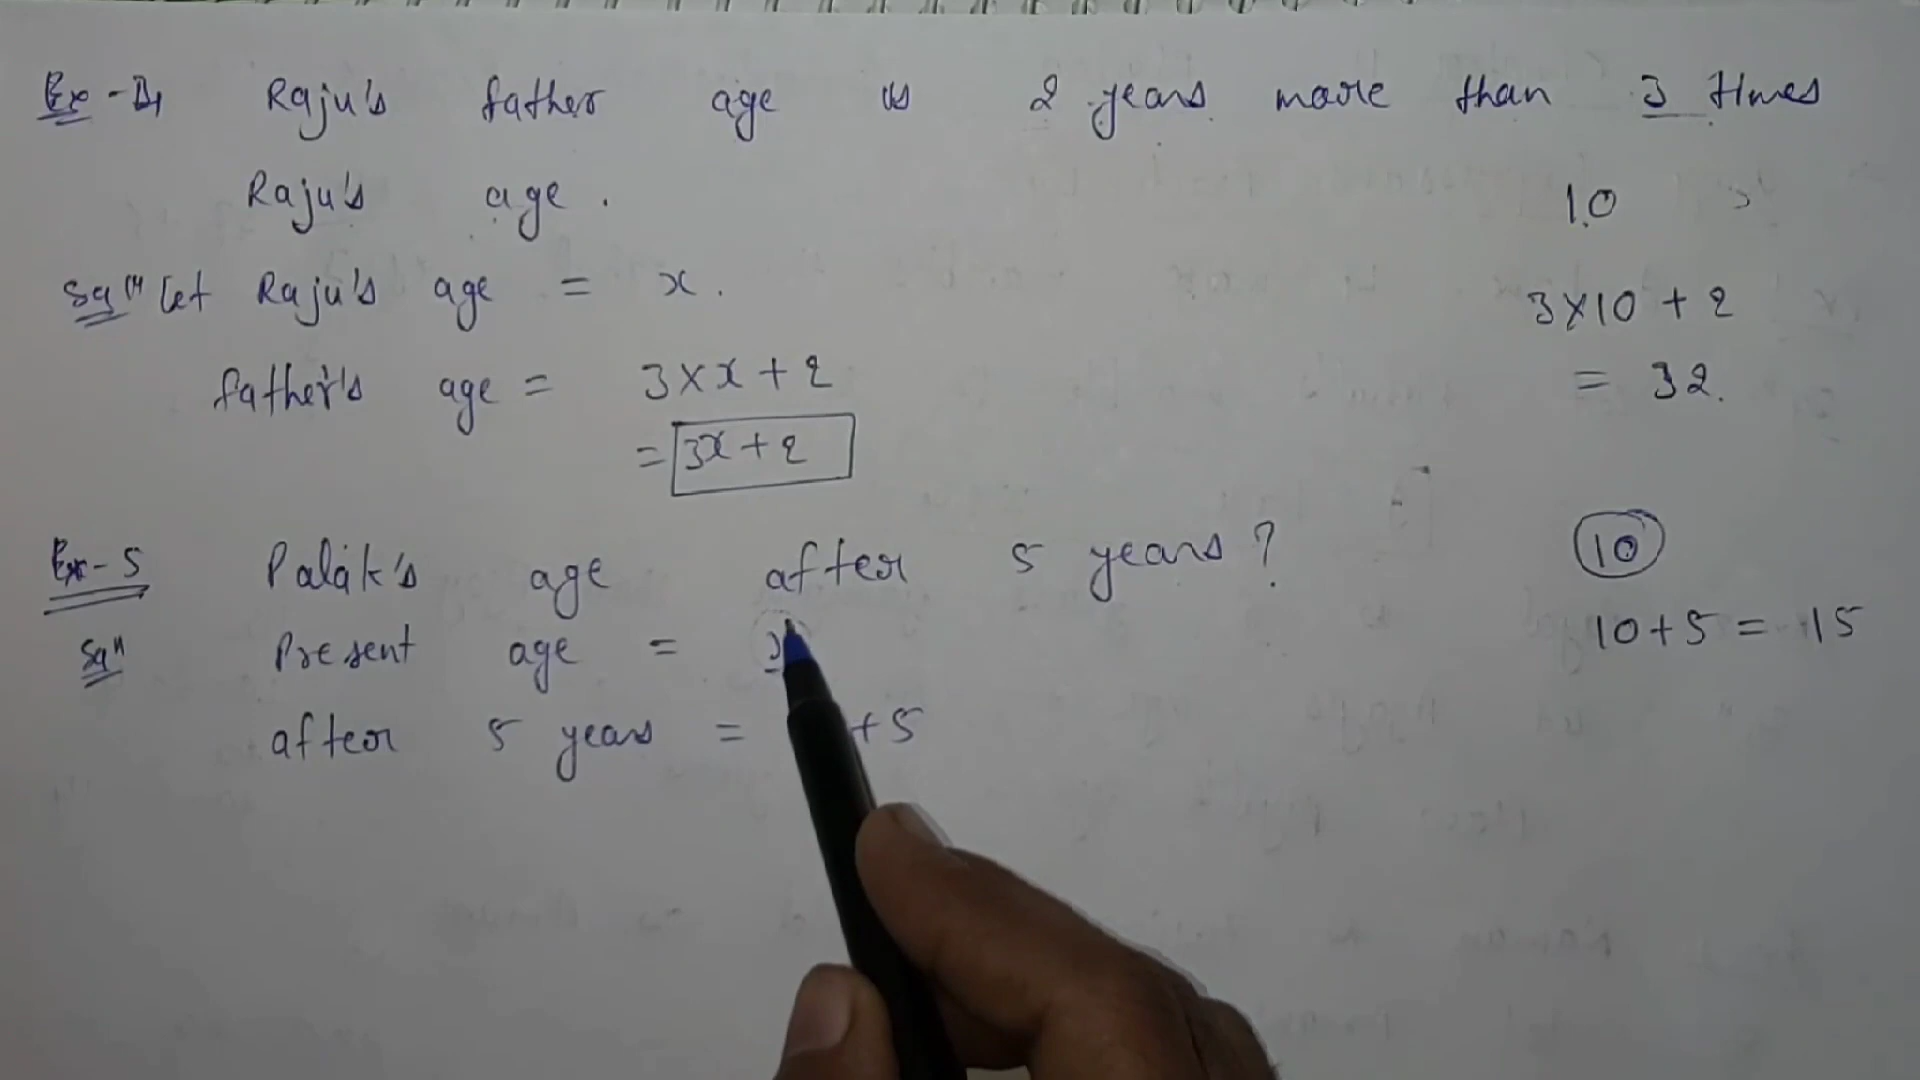 Ex-4 Raju's father age is 2 years more than 3 times
Raju's age.
10
Sol" Let Raju's age = x.
3×10+2
father's age = 3×x+2
= 32.
= 3x+2
Ex-5 Palak's age after 5 years?
10
Present age =
10+5 = 15
after 5 years = +5